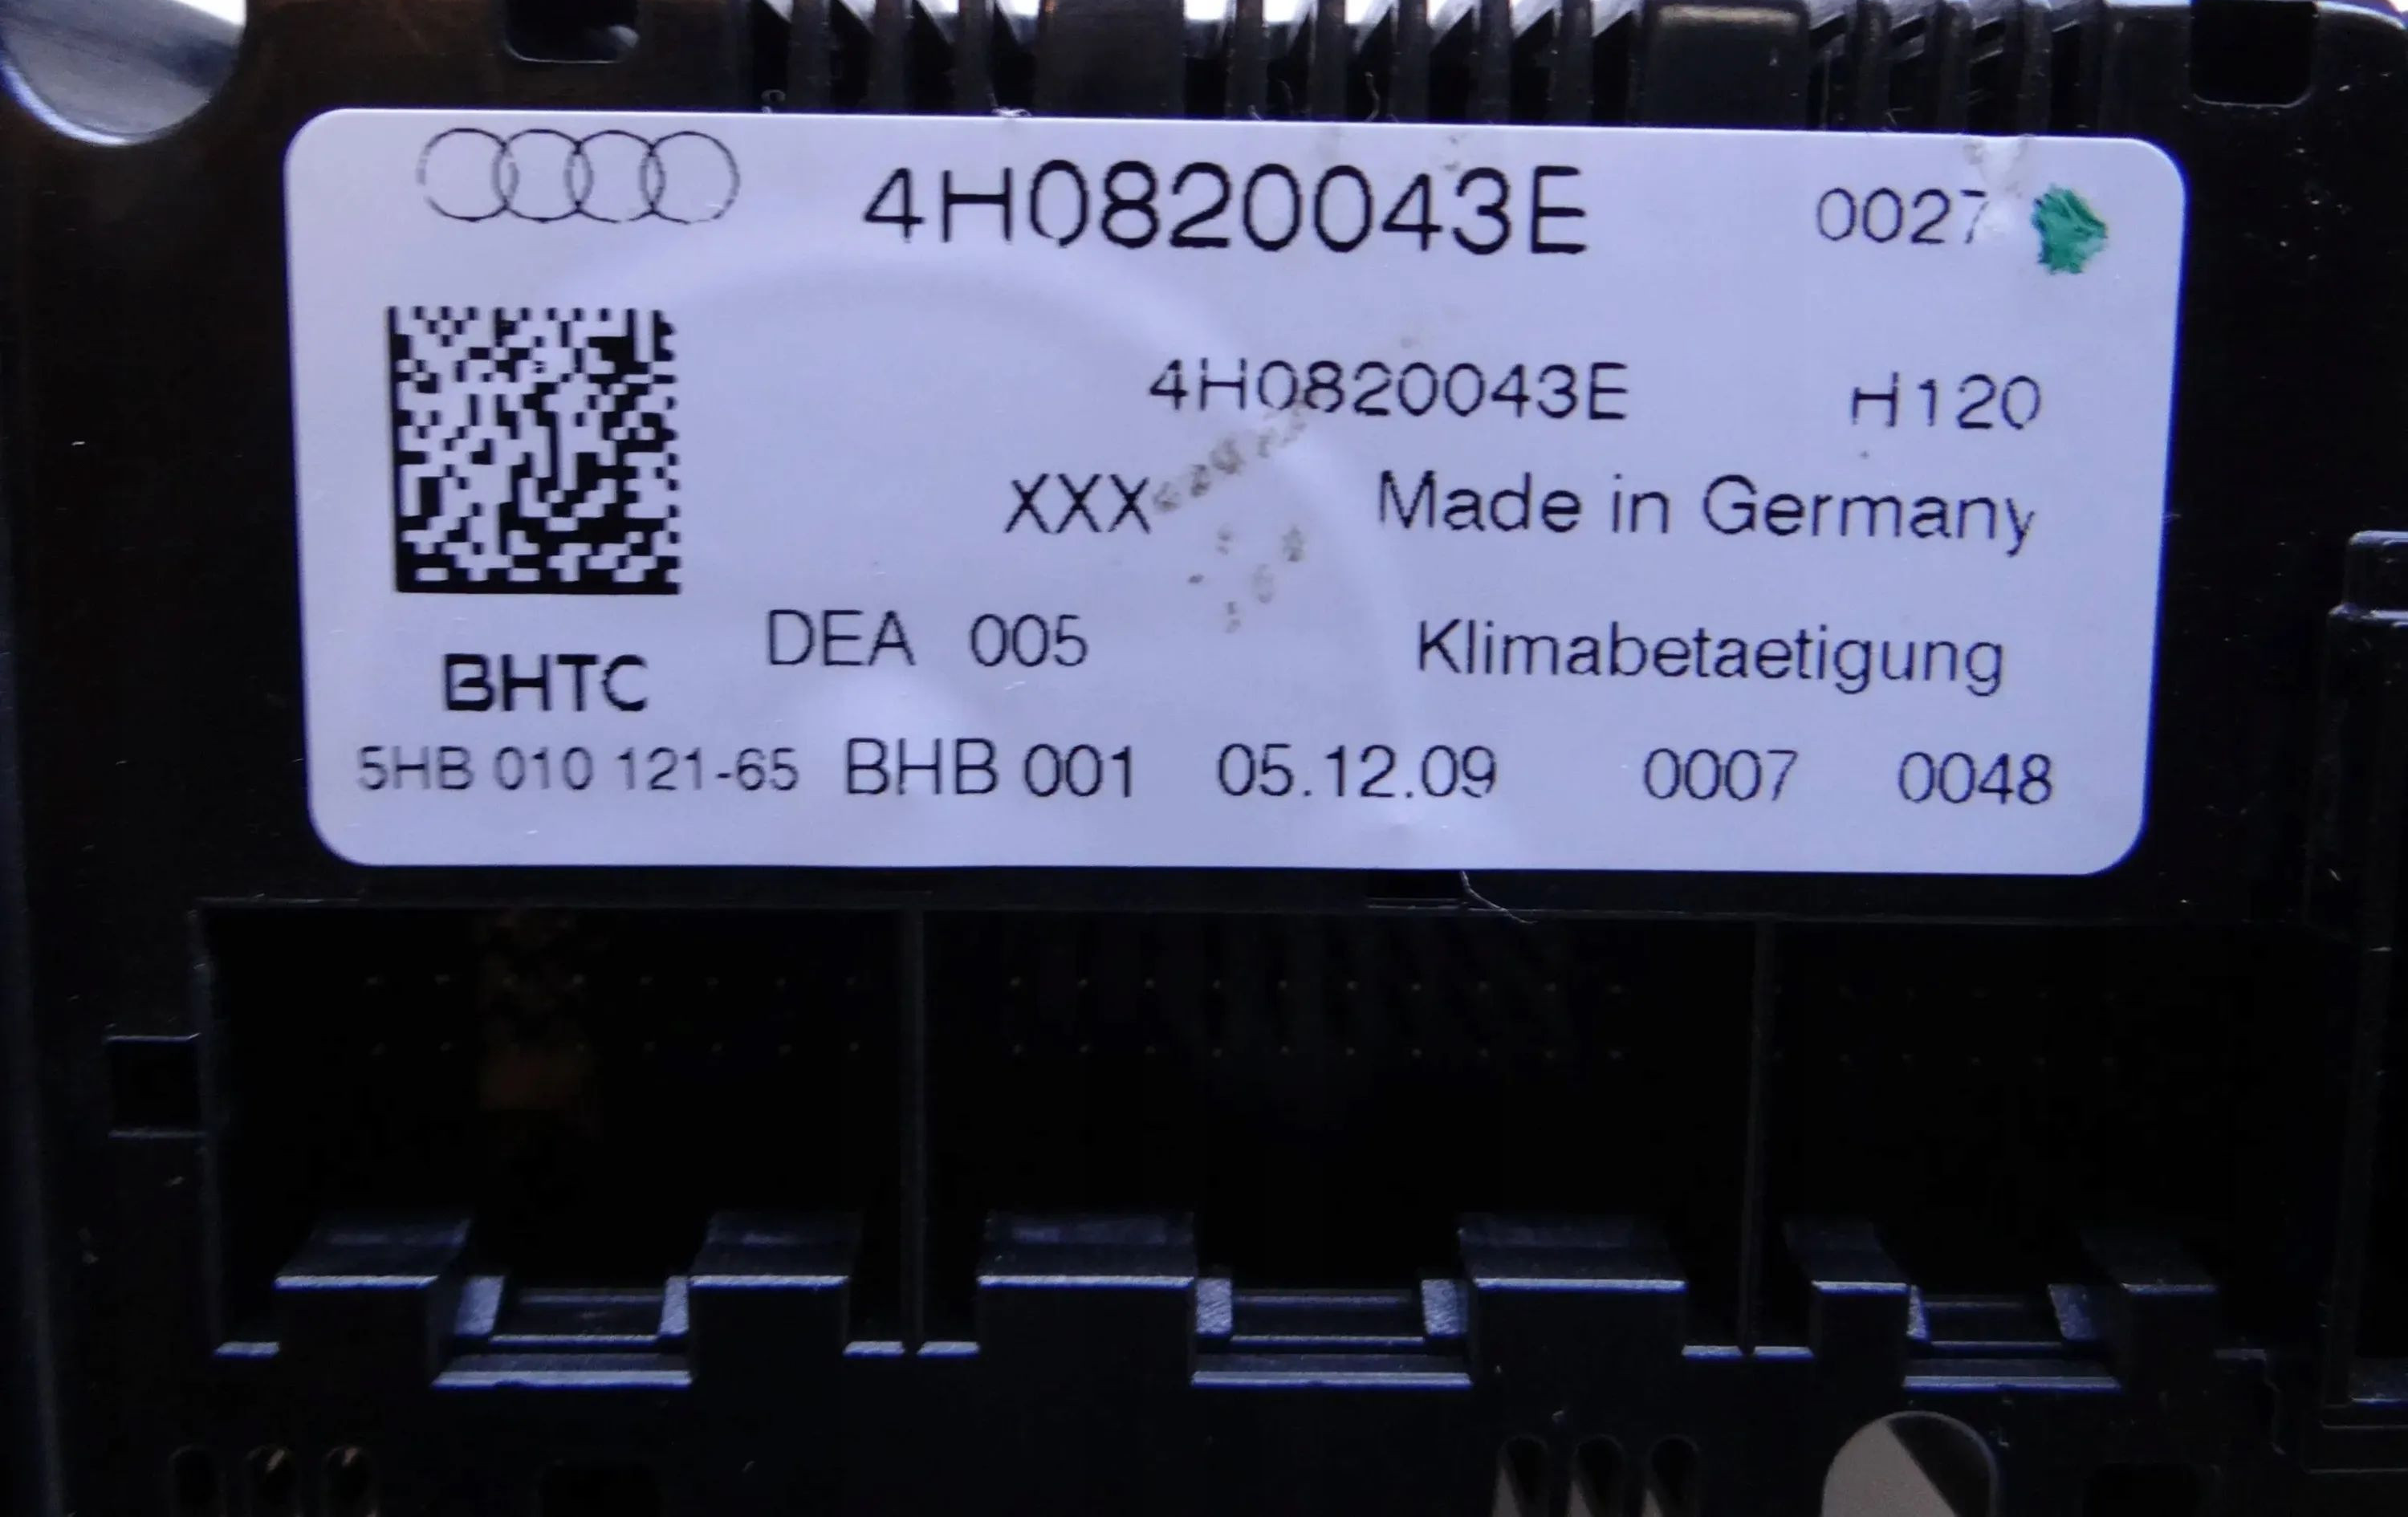 4H0820043E 0027
4H0820043E H120
XXX Made in Germany
DEA 005 Klimabetaetigung
BHTC
5HB 010 121-65 BHB 001 05.12.09 0007 0048